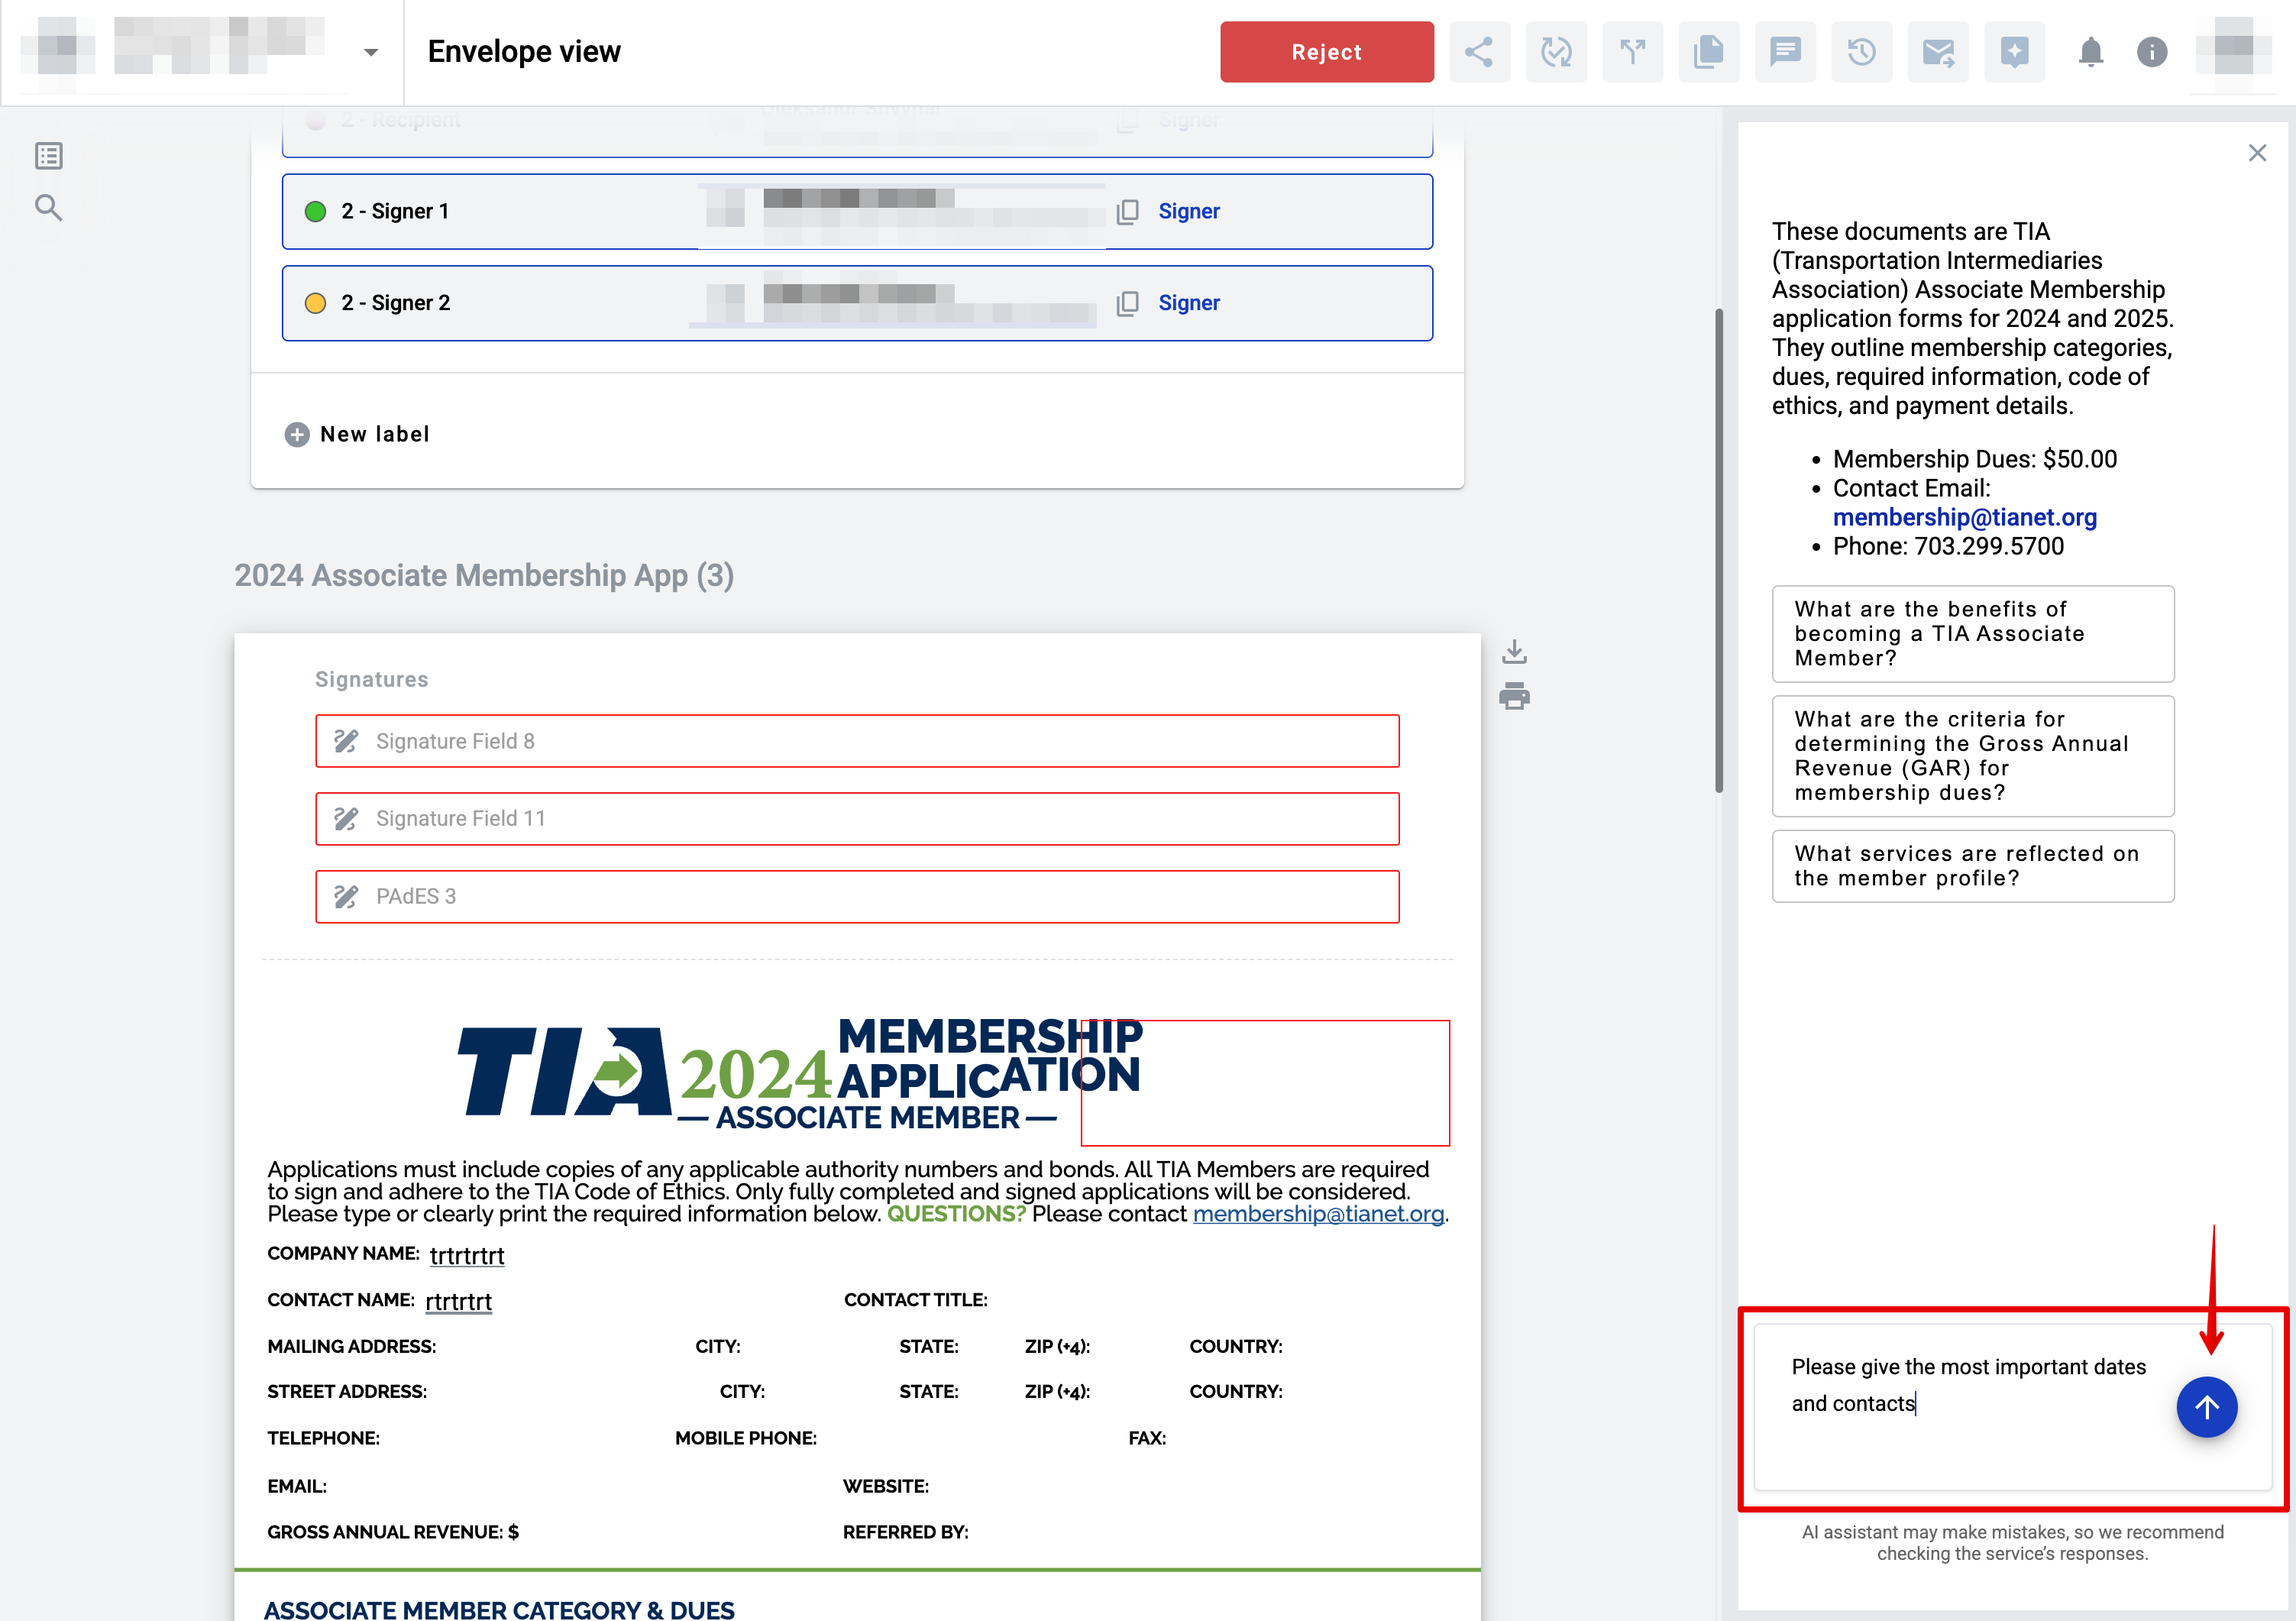 Envelope view
Reject
2 - Recipient
Signer
2 - Signer 1
Signer
2 - Signer 2
Signer
New label
2024 Associate Membership App (3)
Signatures
Signature Field 8
Signature Field 11
PAdES 3
TIA 2024 MEMBERSHIP
APPLICATION
— ASSOCIATE MEMBER —
Applications must include copies of any applicable authority numbers and bonds. All TIA Members are required
to sign and adhere to the TIA Code of Ethics. Only fully completed and signed applications will be considered.
Please type or clearly print the required information below. QUESTIONS? Please contact membership@tianet.org.
COMPANY NAME: trtrtrtrt
CONTACT NAME: rtrtrtrt CONTACT TITLE:
MAILING ADDRESS: CITY: STATE: ZIP (+4): COUNTRY:
STREET ADDRESS: CITY: STATE: ZIP (+4): COUNTRY:
TELEPHONE: MOBILE PHONE: FAX:
EMAIL: WEBSITE:
GROSS ANNUAL REVENUE: $ REFERRED BY:
ASSOCIATE MEMBER CATEGORY & DUES
These documents are TIA
(Transportation Intermediaries
Association) Associate Membership
application forms for 2024 and 2025.
They outline membership categories,
dues, required information, code of
ethics, and payment details.
• Membership Dues: $50.00
• Contact Email:
membership@tianet.org
• Phone: 703.299.5700
What are the benefits of
becoming a TIA Associate
Member?
What are the criteria for
determining the Gross Annual
Revenue (GAR) for
membership dues?
What services are reflected on
the member profile?
Please give the most important dates
and contacts
AI assistant may make mistakes, so we recommend
checking the service's responses.